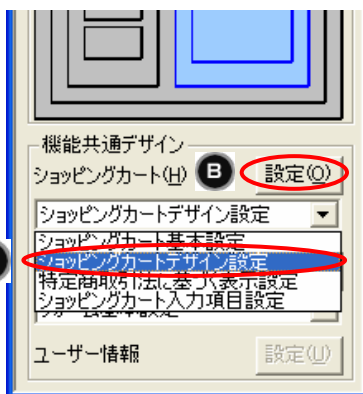 機能共通デザイン
ショッピングカート(H) B 設定(O)
ショッピングカートデザイン設定
ショッピングカート基本設定
ショッピングカートデザイン設定
特定商取引法に基づく表示設定
ショッピングカート入力項目設定
ユーザー情報 設定(U)